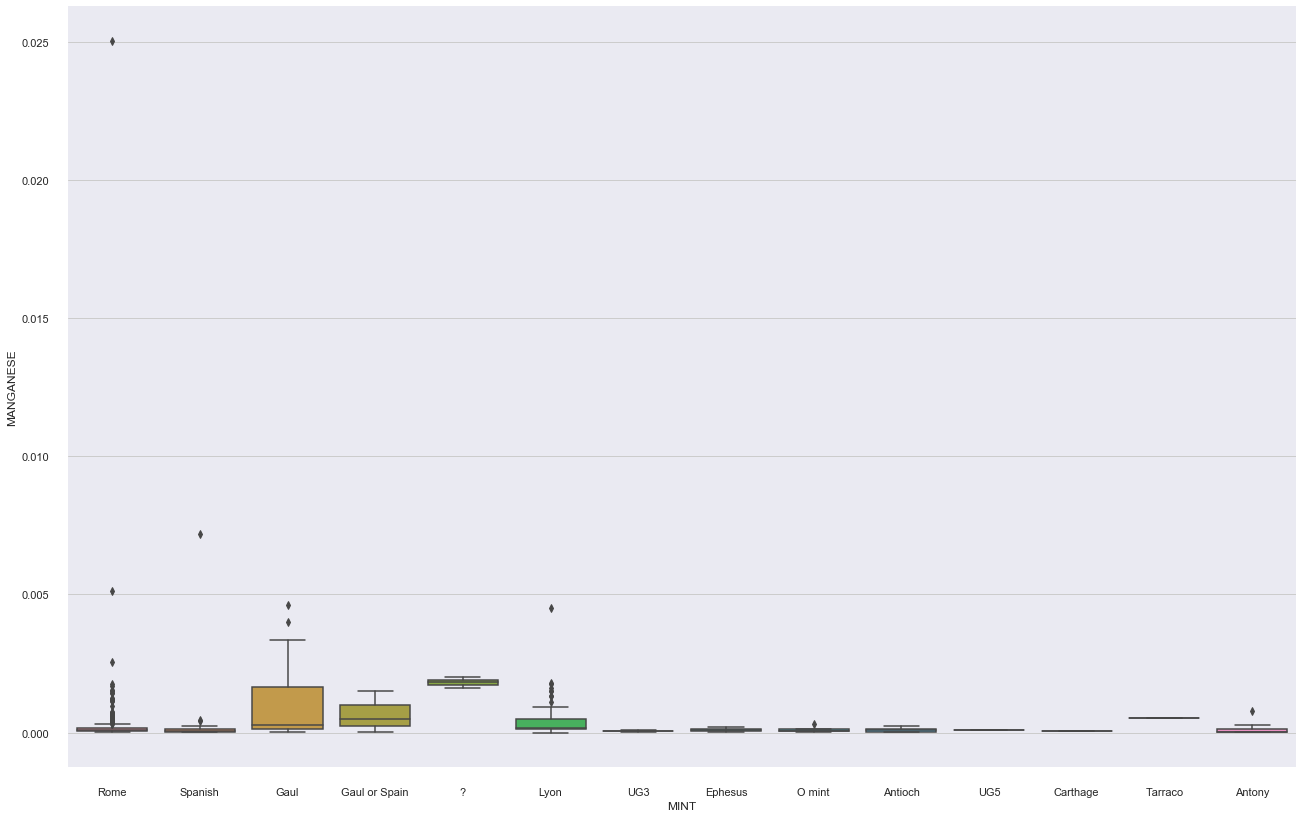 0.025
0.020
0.015
0.010
0.005
0.000
MANGANESE
Rome Spanish Gaul Gaul or Spain ? Lyon UG3 Ephesus O mint Antioch UG5 Carthage Tarraco Antony
MINT